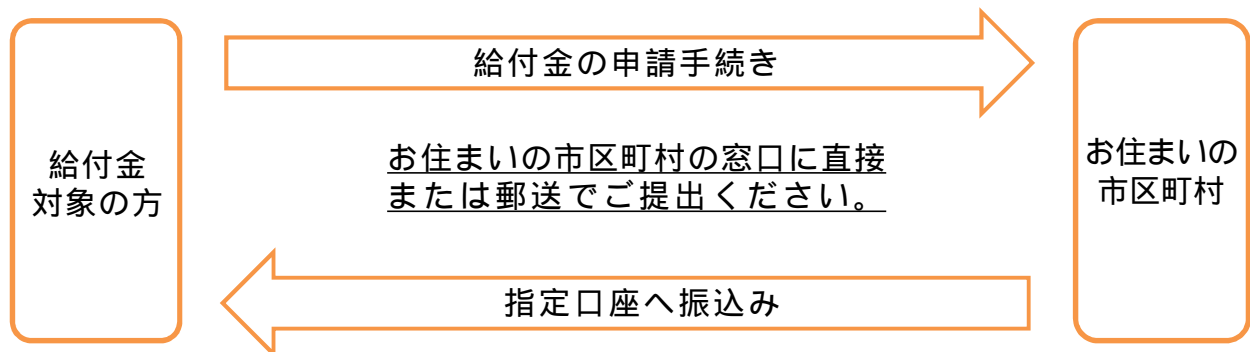 給付金の申請手続き
給付金
対象の方
お住まいの市区町村の窓口に直接
または郵送でご提出ください。
お住まいの
市区町村
指定口座へ振込み